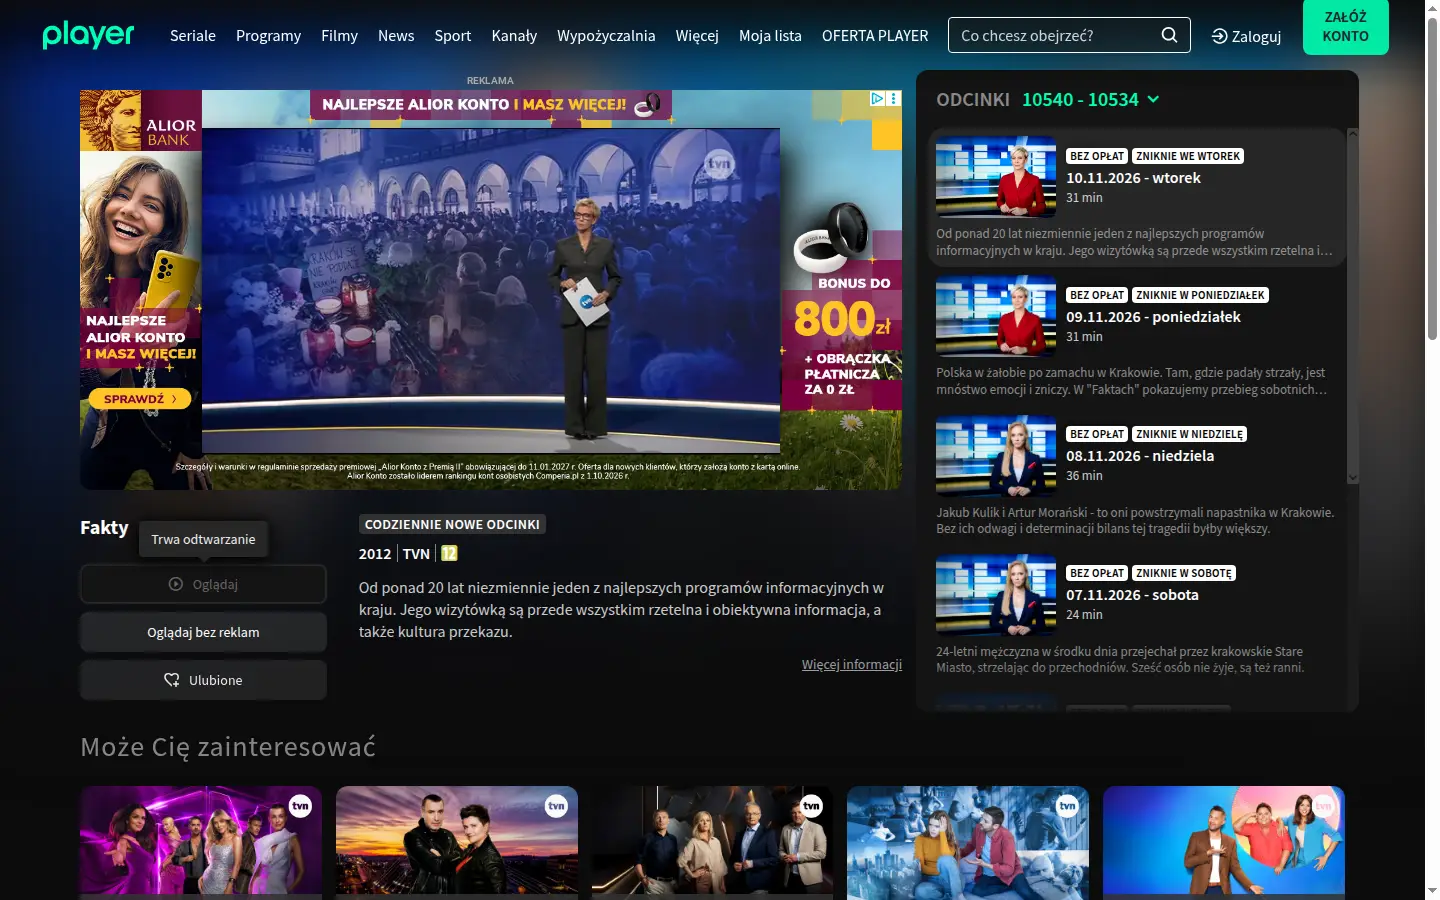 player
Seriale Programy Filmy News Sport Kanały Wypożyczalnia Więcej Moja lista OFERTA PLAYER
Co chcesz obejrzeć?
Zaloguj
ZAŁÓŻ
KONTO
REKLAMA
ALIOR
BANK
NAJLEPSZE ALIOR KONTO I MASZ WIĘCEJ!
tvn
NAJLEPSZE
ALIOR KONTO
I MASZ WIĘCEJ!
SPRAWDŹ
BONUS DO
800zł
+ OBRĄCZKA
PŁATNICZA
ZA 0 ZŁ
Szczegóły i warunki w regulaminie sprzedaży premiowej „Alior Konto z Premią II” obowiązującej do 11.01.2027 r. Oferta dla nowych klientów, którzy założą konto z kartą online.
Alior Konto zostało liderem rankingu kont osobistych Comperia.pl z 1.10.2026 r.
Fakty
Trwa odtwarzanie
Oglądaj
Oglądaj bez reklam
Ulubione
CODZIENNIE NOWE ODCINKI
2012 TVN 12
Od ponad 20 lat niezmiennie jeden z najlepszych programów informacyjnych w
kraju. Jego wizytówką są przede wszystkim rzetelna i obiektywna informacja, a
także kultura przekazu.
Więcej informacji
ODCINKI 10540 - 10534
BEZ OPŁAT ZNIKNIE WE WTOREK
10.11.2026 - wtorek
31 min
Od ponad 20 lat niezmiennie jeden z najlepszych programów
informacyjnych w kraju. Jego wizytówką są przede wszystkim rzetelna i...
BEZ OPŁAT ZNIKNIE W PONIEDZIAŁEK
09.11.2026 - poniedziałek
31 min
Polska w żałobie po zamachu w Krakowie. Tam, gdzie padały strzały, jest
mnóstwo emocji i zniczy. W "Faktach" pokazujemy przebieg sobotnich...
BEZ OPŁAT ZNIKNIE W NIEDZIELĘ
08.11.2026 - niedziela
36 min
Jakub Kulik i Artur Morański - to oni powstrzymali napastnika w Krakowie.
Bez ich odwagi i determinacji bilans tej tragedii byłby większy.
BEZ OPŁAT ZNIKNIE W SOBOTĘ
07.11.2026 - sobota
24 min
24-letni mężczyzna w środku dnia przejechał przez krakowskie Stare
Miasto, strzelając do przechodniów. Sześć osób nie żyje, są też ranni.
Może Cię zainteresować
tvn
tvn
tvn
tvn
tvn